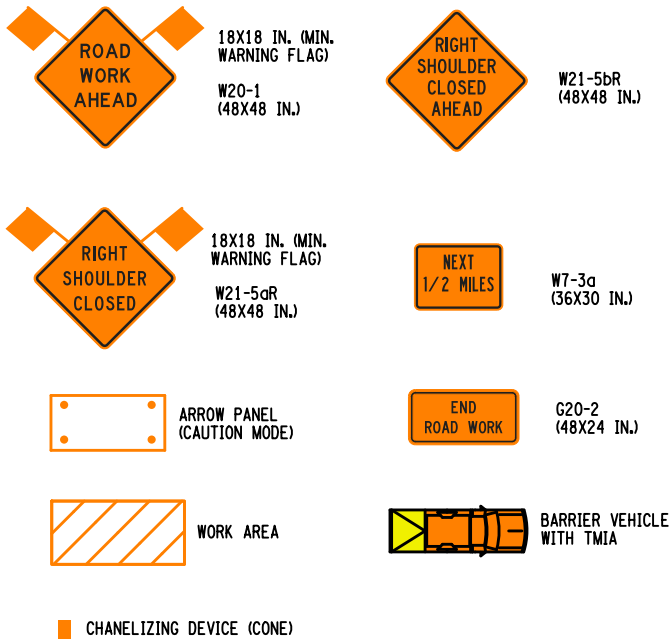 ROAD
WORK
AHEAD
18X18 IN. (MIN.
WARNING FLAG)
W20-1
(48X48 IN.)
RIGHT
SHOULDER
CLOSED
AHEAD
W21-5bR
(48X48 IN.)
RIGHT
SHOULDER
CLOSED
18X18 IN. (MIN.
WARNING FLAG)
W21-5aR
(48X48 IN.)
NEXT
1/2 MILES
W7-3a
(36X30 IN.)
ARROW PANEL
(CAUTION MODE)
END
ROAD WORK
G20-2
(48X24 IN.)
WORK AREA
BARRIER VEHICLE
WITH TMIA
CHANELIZING DEVICE (CONE)